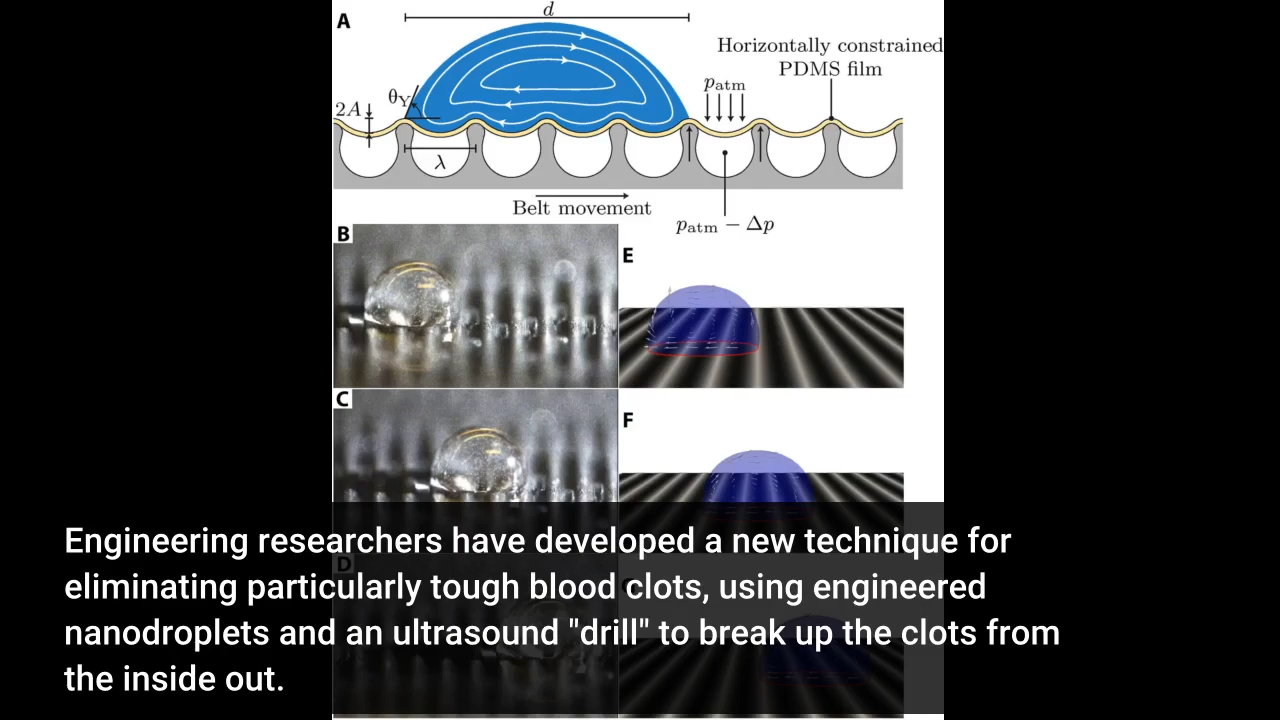 A
d
Horizontally constrained
PDMS film
patm
θY
2A
λ
Belt movement
patm − Δp
B
E
C
F
D
Engineering researchers have developed a new technique for
eliminating particularly tough blood clots, using engineered
nanodroplets and an ultrasound "drill" to break up the clots from
the inside out.